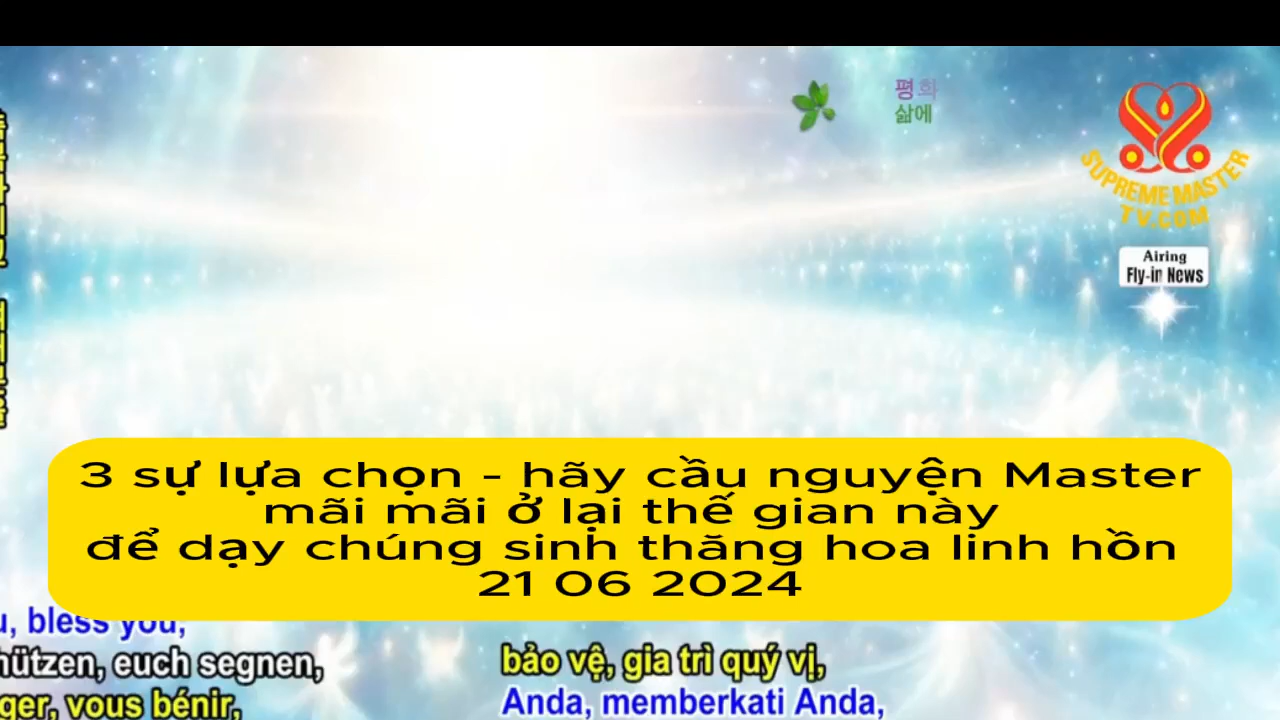 평화
삶에
SUPREME MASTER
TV.COM
Airing
Fly-in News
3 sự lựa chọn - hãy cầu nguyện Master
mãi mãi ở lại thế gian này
để dạy chúng sinh thăng hoa linh hồn
21 06 2024
bless you,
euch segnen,
vous bénir,
bảo vệ, gia trì quý vị,
Anda, memberkati Anda,